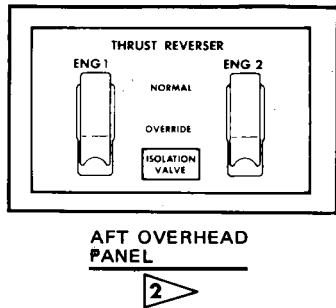 THRUST REVERSER
ENG 1 ENG 2
NORMAL
OVERRIDE
ISOLATION
VALVE
AFT OVERHEAD
PANEL
2